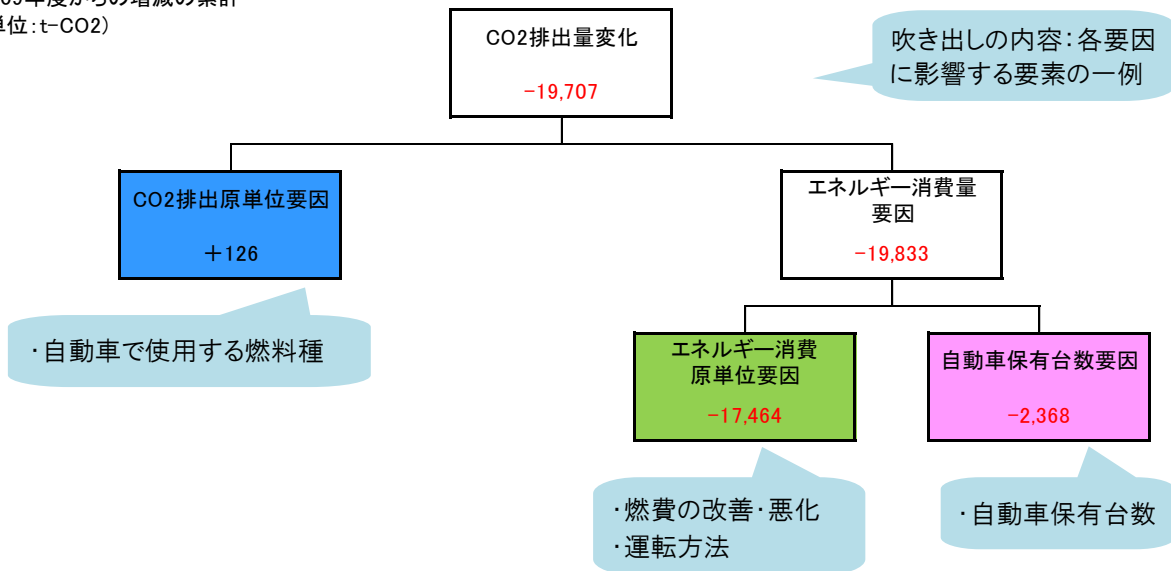 単位:t-CO2)
CO2排出量変化
-19,707
吹き出しの内容:各要因
に影響する要素の一例
CO2排出原単位要因
+126
エネルギー消費量
要因
-19,833
・自動車で使用する燃料種
エネルギー消費
原単位要因
-17,464
自動車保有台数要因
-2,368
・燃費の改善・悪化
・運転方法
・自動車保有台数